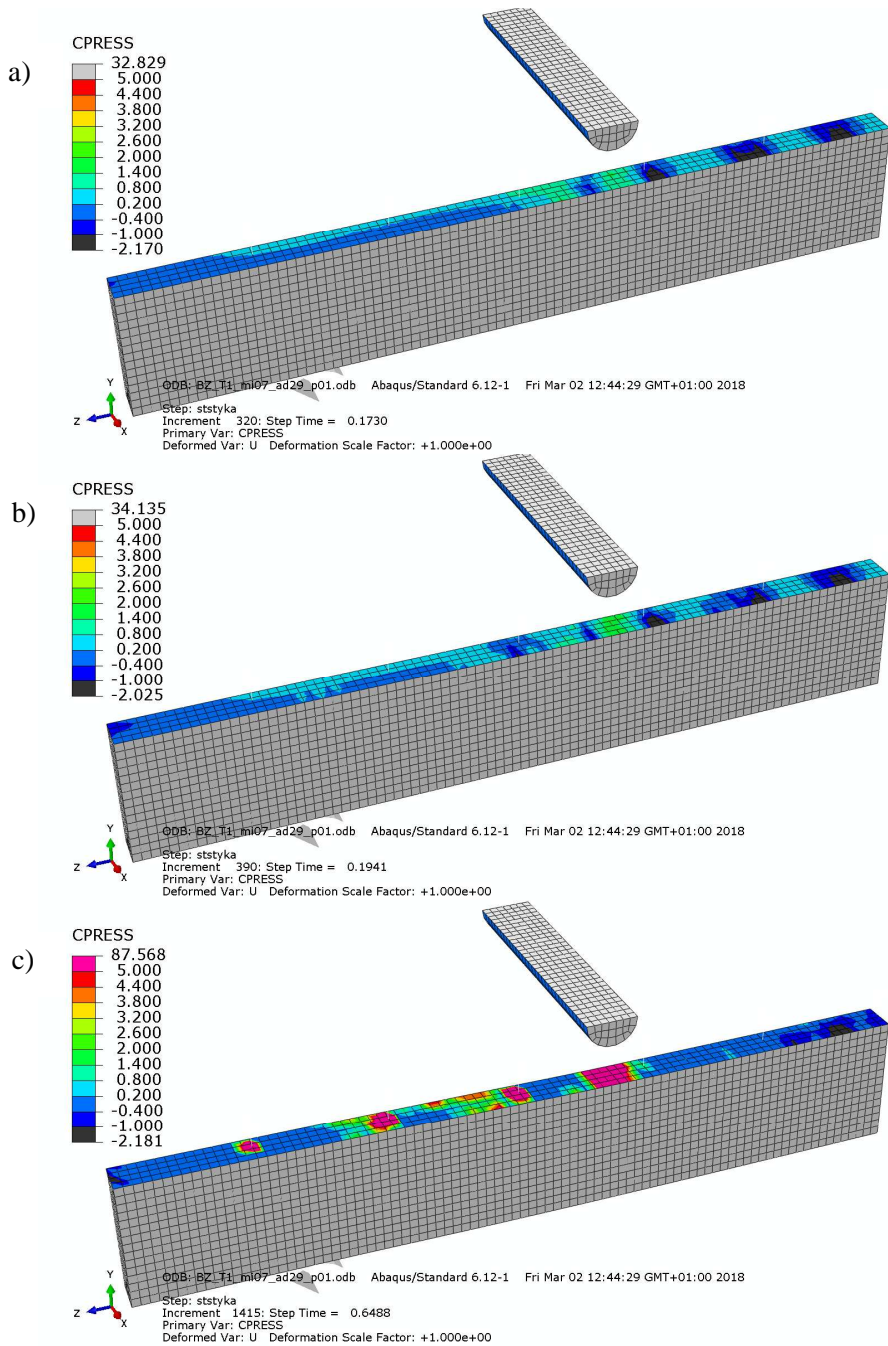 a)
CPRESS
32.829
5.000
4.400
3.800
3.200
2.600
2.000
1.400
0.800
0.200
-0.400
-1.000
-2.170
Y
Z
X
ODB: BZ_T1_mi07_ad29_p01.odb Abaqus/Standard 6.12-1 Fri Mar 02 12:44:29 GMT+01:00 2018
Step: ststyka
Increment 320: Step Time = 0.1730
Primary Var: CPRESS
Deformed Var: U Deformation Scale Factor: +1.000e+00
b)
CPRESS
34.135
5.000
4.400
3.800
3.200
2.600
2.000
1.400
0.800
0.200
-0.400
-1.000
-2.025
Y
Z
X
ODB: BZ_T1_mi07_ad29_p01.odb Abaqus/Standard 6.12-1 Fri Mar 02 12:44:29 GMT+01:00 2018
Step: ststyka
Increment 390: Step Time = 0.1941
Primary Var: CPRESS
Deformed Var: U Deformation Scale Factor: +1.000e+00
c)
CPRESS
87.568
5.000
4.400
3.800
3.200
2.600
2.000
1.400
0.800
0.200
-0.400
-1.000
-2.181
Y
Z
X
ODB: BZ_T1_mi07_ad29_p01.odb Abaqus/Standard 6.12-1 Fri Mar 02 12:44:29 GMT+01:00 2018
Step: ststyka
Increment 1415: Step Time = 0.6488
Primary Var: CPRESS
Deformed Var: U Deformation Scale Factor: +1.000e+00